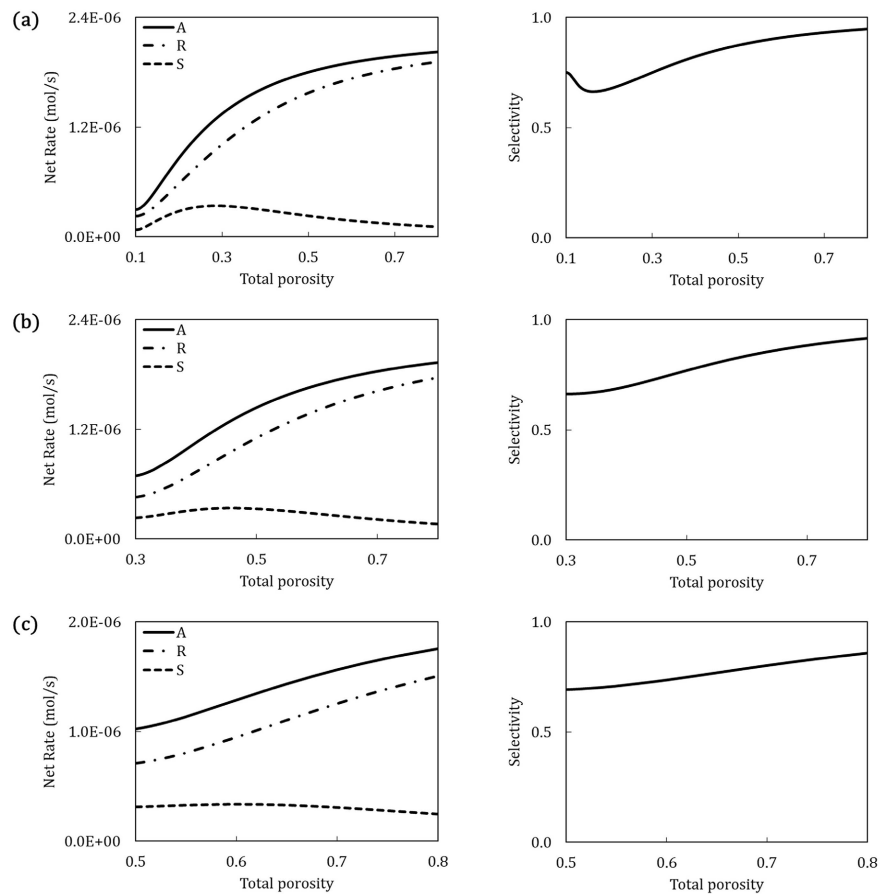 (a)
2.4E-06
1.2E-06
0.0E+00
Net Rate (mol/s)
A
R
S
0.1 0.3 0.5 0.7
Total porosity
1.0
0.5
0.0
Selectivity
0.1 0.3 0.5 0.7
Total porosity
(b)
2.4E-06
1.2E-06
0.0E+00
Net Rate (mol/s)
A
R
S
0.3 0.5 0.7
Total porosity
1.0
0.5
0.0
Selectivity
0.3 0.5 0.7
Total porosity
(c)
2.0E-06
1.0E-06
0.0E+00
Net Rate (mol/s)
A
R
S
0.5 0.6 0.7 0.8
Total porosity
1.0
0.5
0.0
Selectivity
0.5 0.6 0.7 0.8
Total porosity